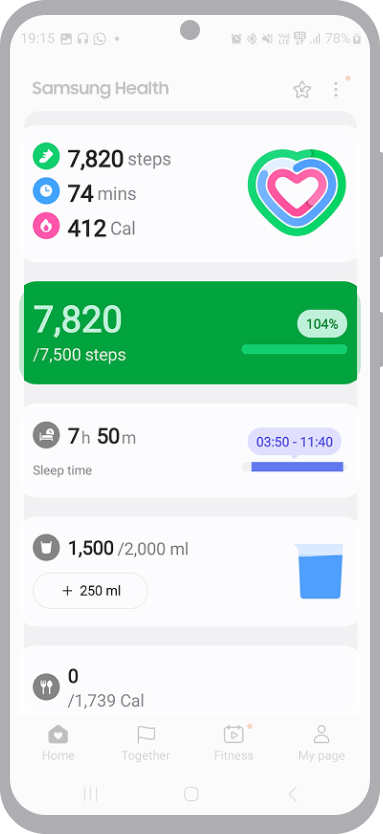 19:15 78%
Samsung Health
7,820 steps
74 mins
412 Cal
7,820
104%
/7,500 steps
7h 50m
03:50 - 11:40
Sleep time
1,500 /2,000 ml
+ 250 ml
0
/1,739 Cal
Home Together Fitness My page